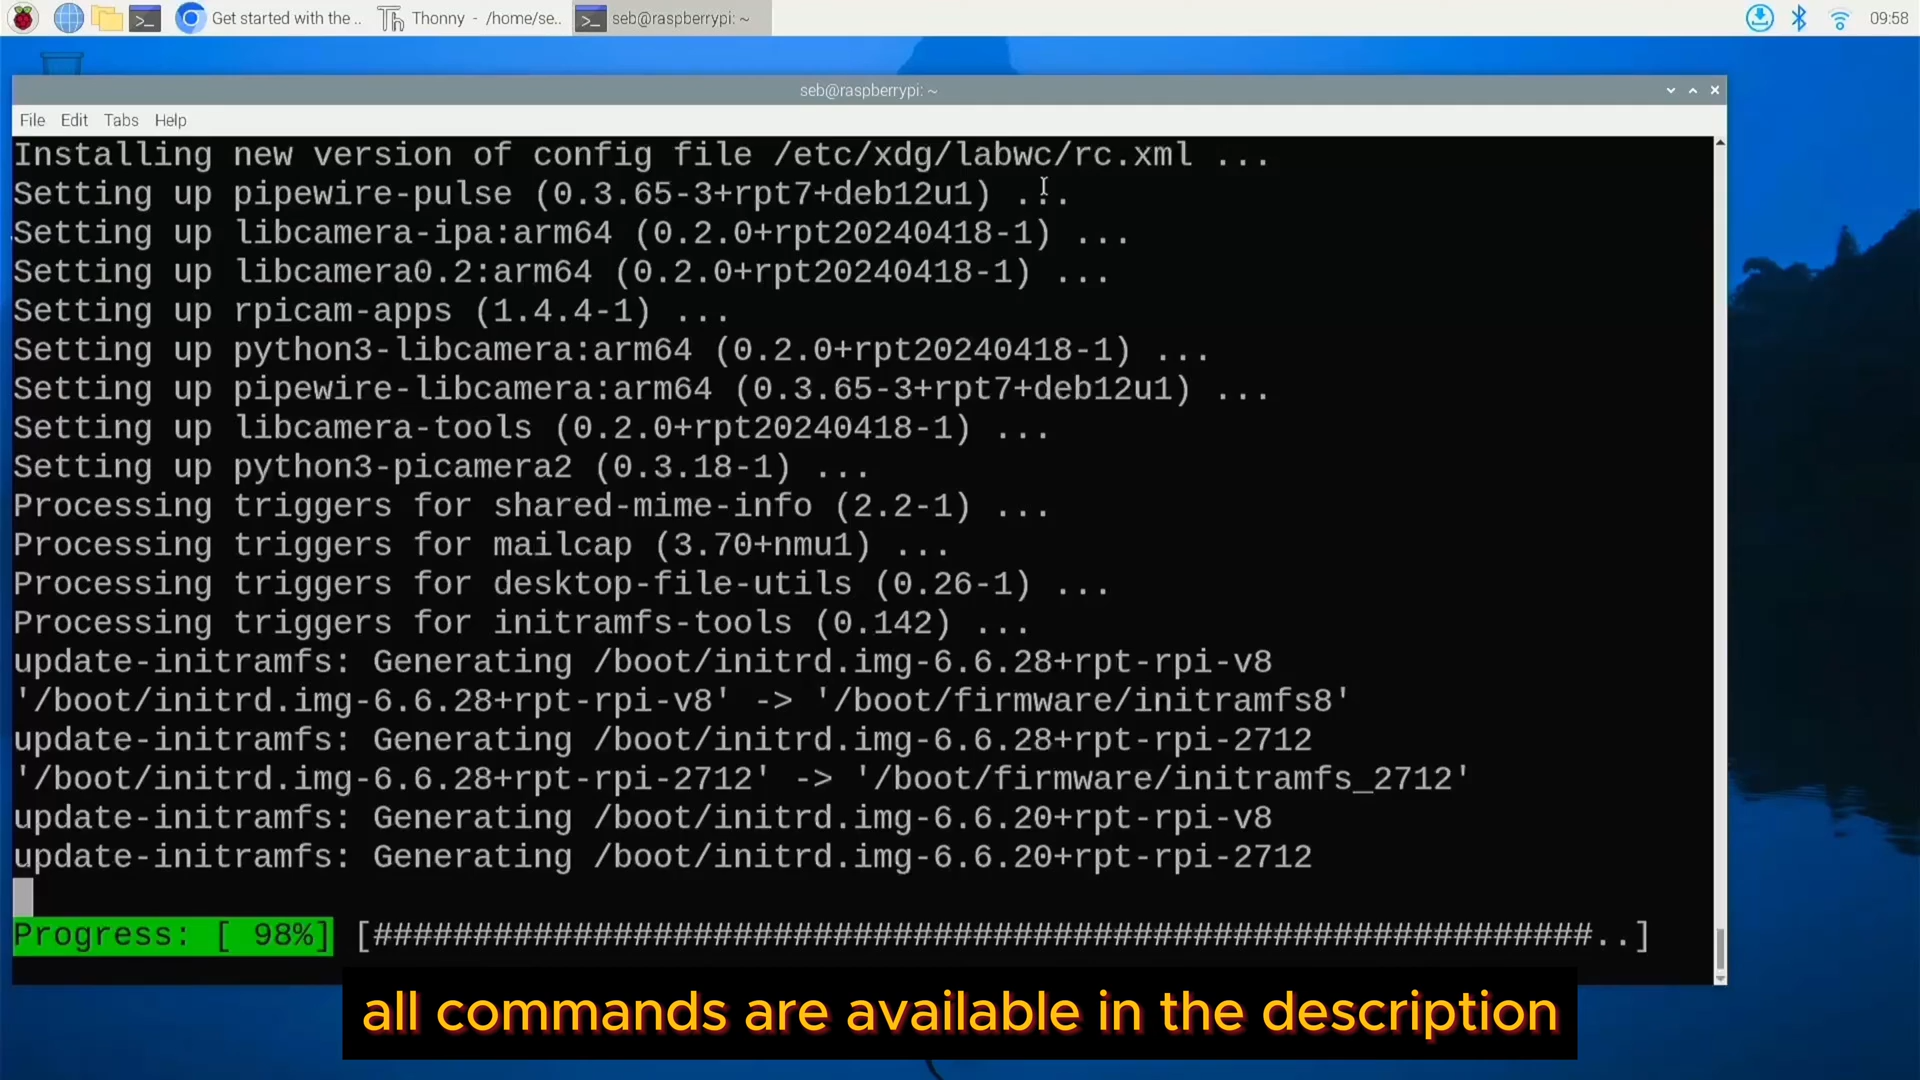 Get started with the ..
Thonny - /home/se..
seb@raspberrypi: ~
09:58
seb@raspberrypi: ~
File Edit Tabs Help
Installing new version of config file /etc/xdg/labwc/rc.xml ...
Setting up pipewire-pulse (0.3.65-3+rpt7+deb12u1) ...
Setting up libcamera-ipa:arm64 (0.2.0+rpt20240418-1) ...
Setting up libcamera0.2:arm64 (0.2.0+rpt20240418-1) ...
Setting up rpicam-apps (1.4.4-1) ...
Setting up python3-libcamera:arm64 (0.2.0+rpt20240418-1) ...
Setting up pipewire-libcamera:arm64 (0.3.65-3+rpt7+deb12u1) ...
Setting up libcamera-tools (0.2.0+rpt20240418-1) ...
Setting up python3-picamera2 (0.3.18-1) ...
Processing triggers for shared-mime-info (2.2-1) ...
Processing triggers for mailcap (3.70+nmu1) ...
Processing triggers for desktop-file-utils (0.26-1) ...
Processing triggers for initramfs-tools (0.142) ...
update-initramfs: Generating /boot/initrd.img-6.6.28+rpt-rpi-v8
'/boot/initrd.img-6.6.28+rpt-rpi-v8' -> '/boot/firmware/initramfs8'
update-initramfs: Generating /boot/initrd.img-6.6.28+rpt-rpi-2712
'/boot/initrd.img-6.6.28+rpt-rpi-2712' -> '/boot/firmware/initramfs_2712'
update-initramfs: Generating /boot/initrd.img-6.6.20+rpt-rpi-v8
update-initramfs: Generating /boot/initrd.img-6.6.20+rpt-rpi-2712
Progress: [ 98%] [#############################################################..]
all commands are available in the description